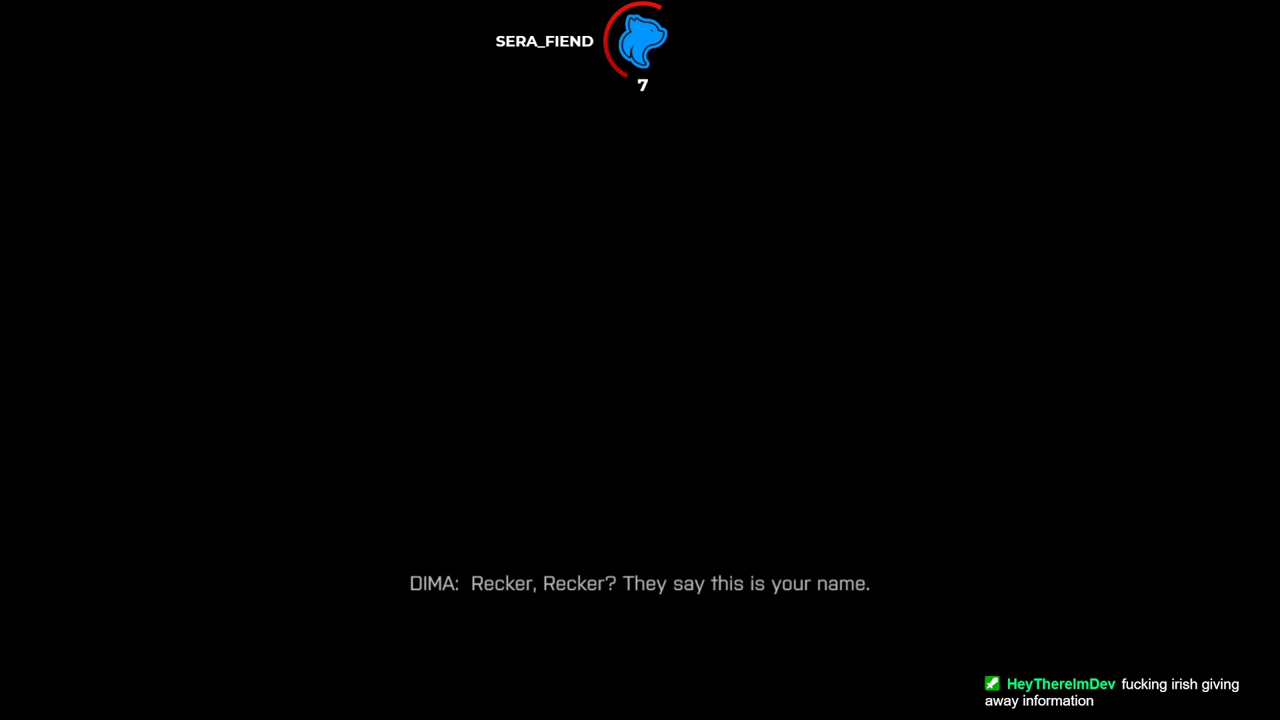 SERA_FIEND
7
DIMA: Recker, Recker? They say this is your name.
HeyThereImDev fucking irish giving
away information